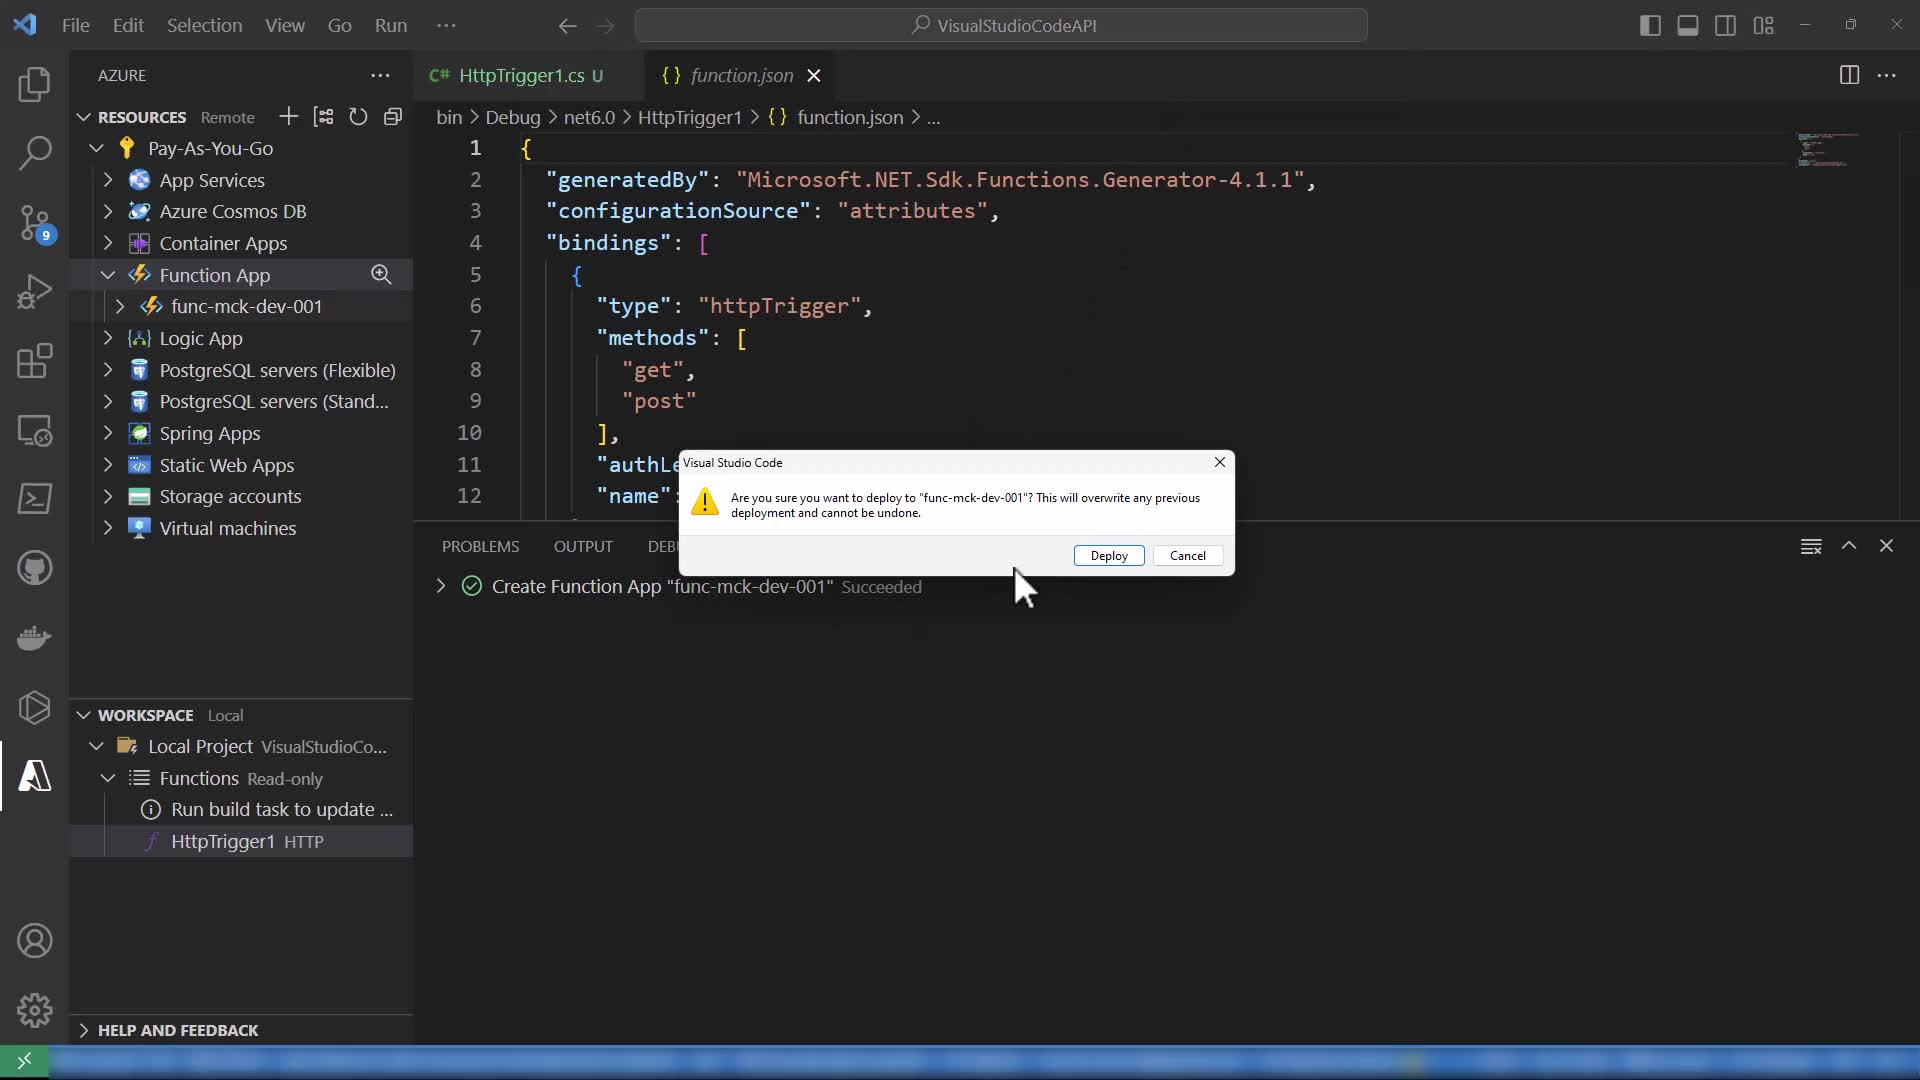 File Edit Selection View Go Run ···
VisualStudioCodeAPI
AZURE
RESOURCES Remote
Pay-As-You-Go
App Services
Azure Cosmos DB
Container Apps
Function App
func-mck-dev-001
Logic App
PostgreSQL servers (Flexible)
PostgreSQL servers (Stand...
Spring Apps
Static Web Apps
Storage accounts
Virtual machines
9
WORKSPACE Local
Local Project VisualStudioCo...
Functions Read-only
Run build task to update ...
HttpTrigger1 HTTP
HELP AND FEEDBACK
C# HttpTrigger1.cs U
{} function.json
bin > Debug > net6.0 > HttpTrigger1 > {} function.json > ...
1 {
2 "generatedBy": "Microsoft.NET.Sdk.Functions.Generator-4.1.1",
3 "configurationSource": "attributes",
4 "bindings": [
5 {
6 "type": "httpTrigger",
7 "methods": [
8 "get",
9 "post"
10 ],
11 "authLe
12 "name":
Visual Studio Code
Are you sure you want to deploy to "func-mck-dev-001"? This will overwrite any previous
deployment and cannot be undone.
Deploy Cancel
PROBLEMS OUTPUT DEBU
Create Function App "func-mck-dev-001" Succeeded